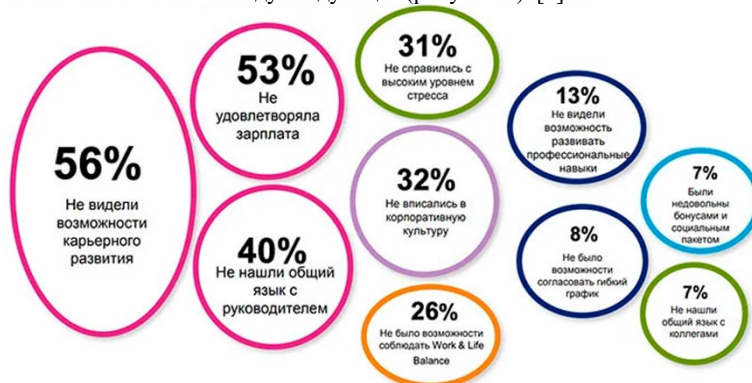 56%
Не видели
возможности
карьерного
развития
53%
Не
удовлетворяла
зарплата
40%
Не нашли общий
язык с
руководителем
31%
Не справились с
высоким уровнем
стресса
32%
Не вписались в
корпоративную
культуру
26%
Не было возможности
соблюдать Work & Life
Balance
13%
Не видели
возможность
развивать
профессиональные
навыки
8%
Не было
возможности
согласовать гибкий
график
7%
Были
недовольны
бонусами и
социальным
пакетом
7%
Не нашли
общий язык с
коллегами